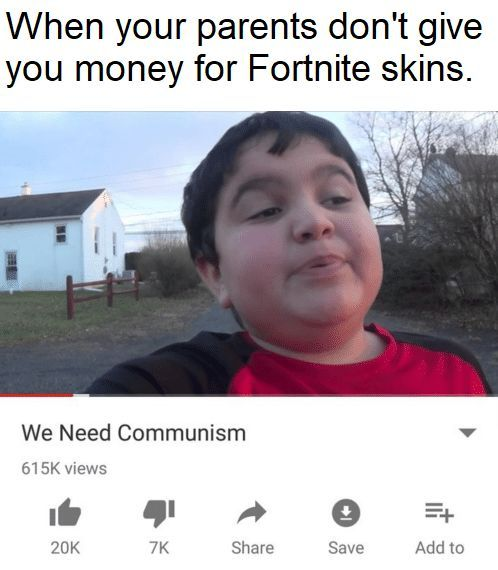 When your parents don't give
you money for Fortnite skins.
We Need Communism
615K views
20K 7K Share Save Add to